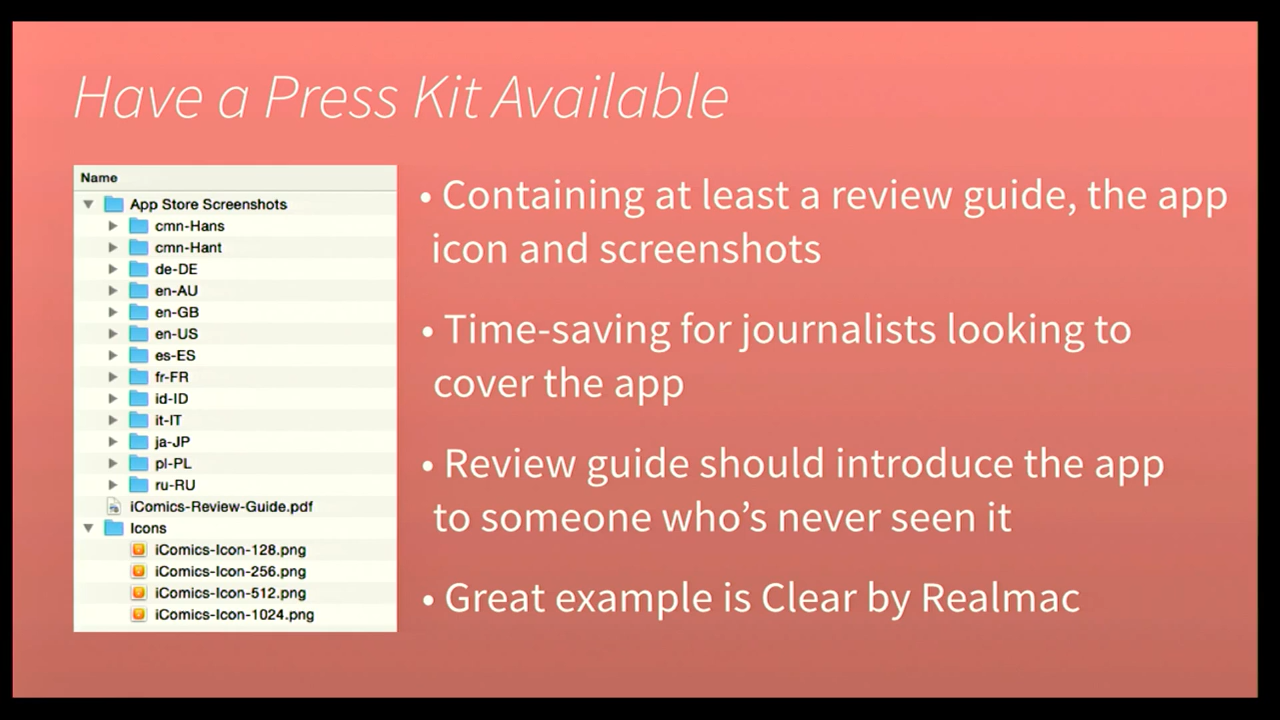 Have a Press Kit Available
Name
App Store Screenshots
cmn-Hans
cmn-Hant
de-DE
en-AU
en-GB
en-US
es-ES
fr-FR
id-ID
it-IT
ja-JP
pl-PL
ru-RU
iComics-Review-Guide.pdf
Icons
iComics-Icon-128.png
iComics-Icon-256.png
iComics-Icon-512.png
iComics-Icon-1024.png
• Containing at least a review guide, the app
icon and screenshots
• Time-saving for journalists looking to
cover the app
• Review guide should introduce the app
to someone who’s never seen it
• Great example is Clear by Realmac